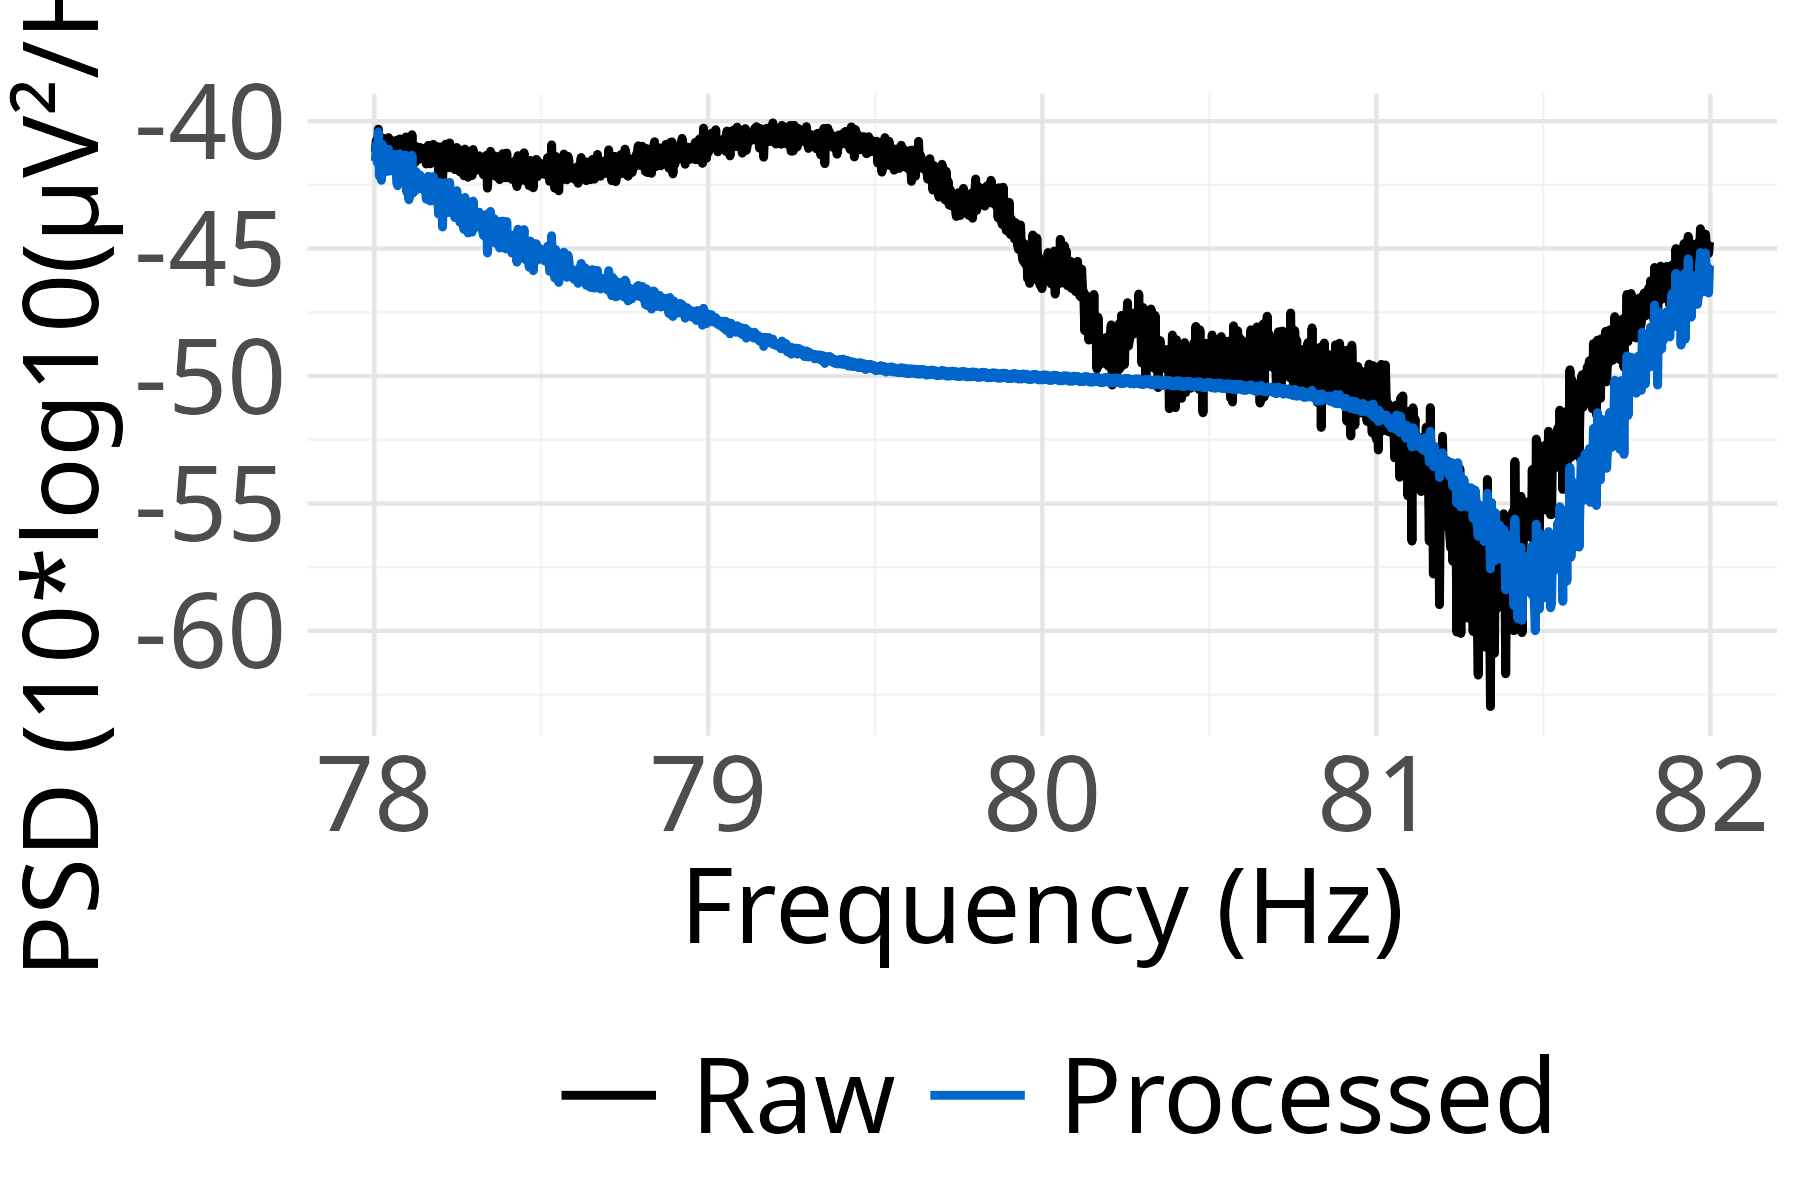 PSD (10*log10(µV²/H
-40
-45
-50
-55
-60
78 79 80 81 82
Frequency (Hz)
Raw Processed